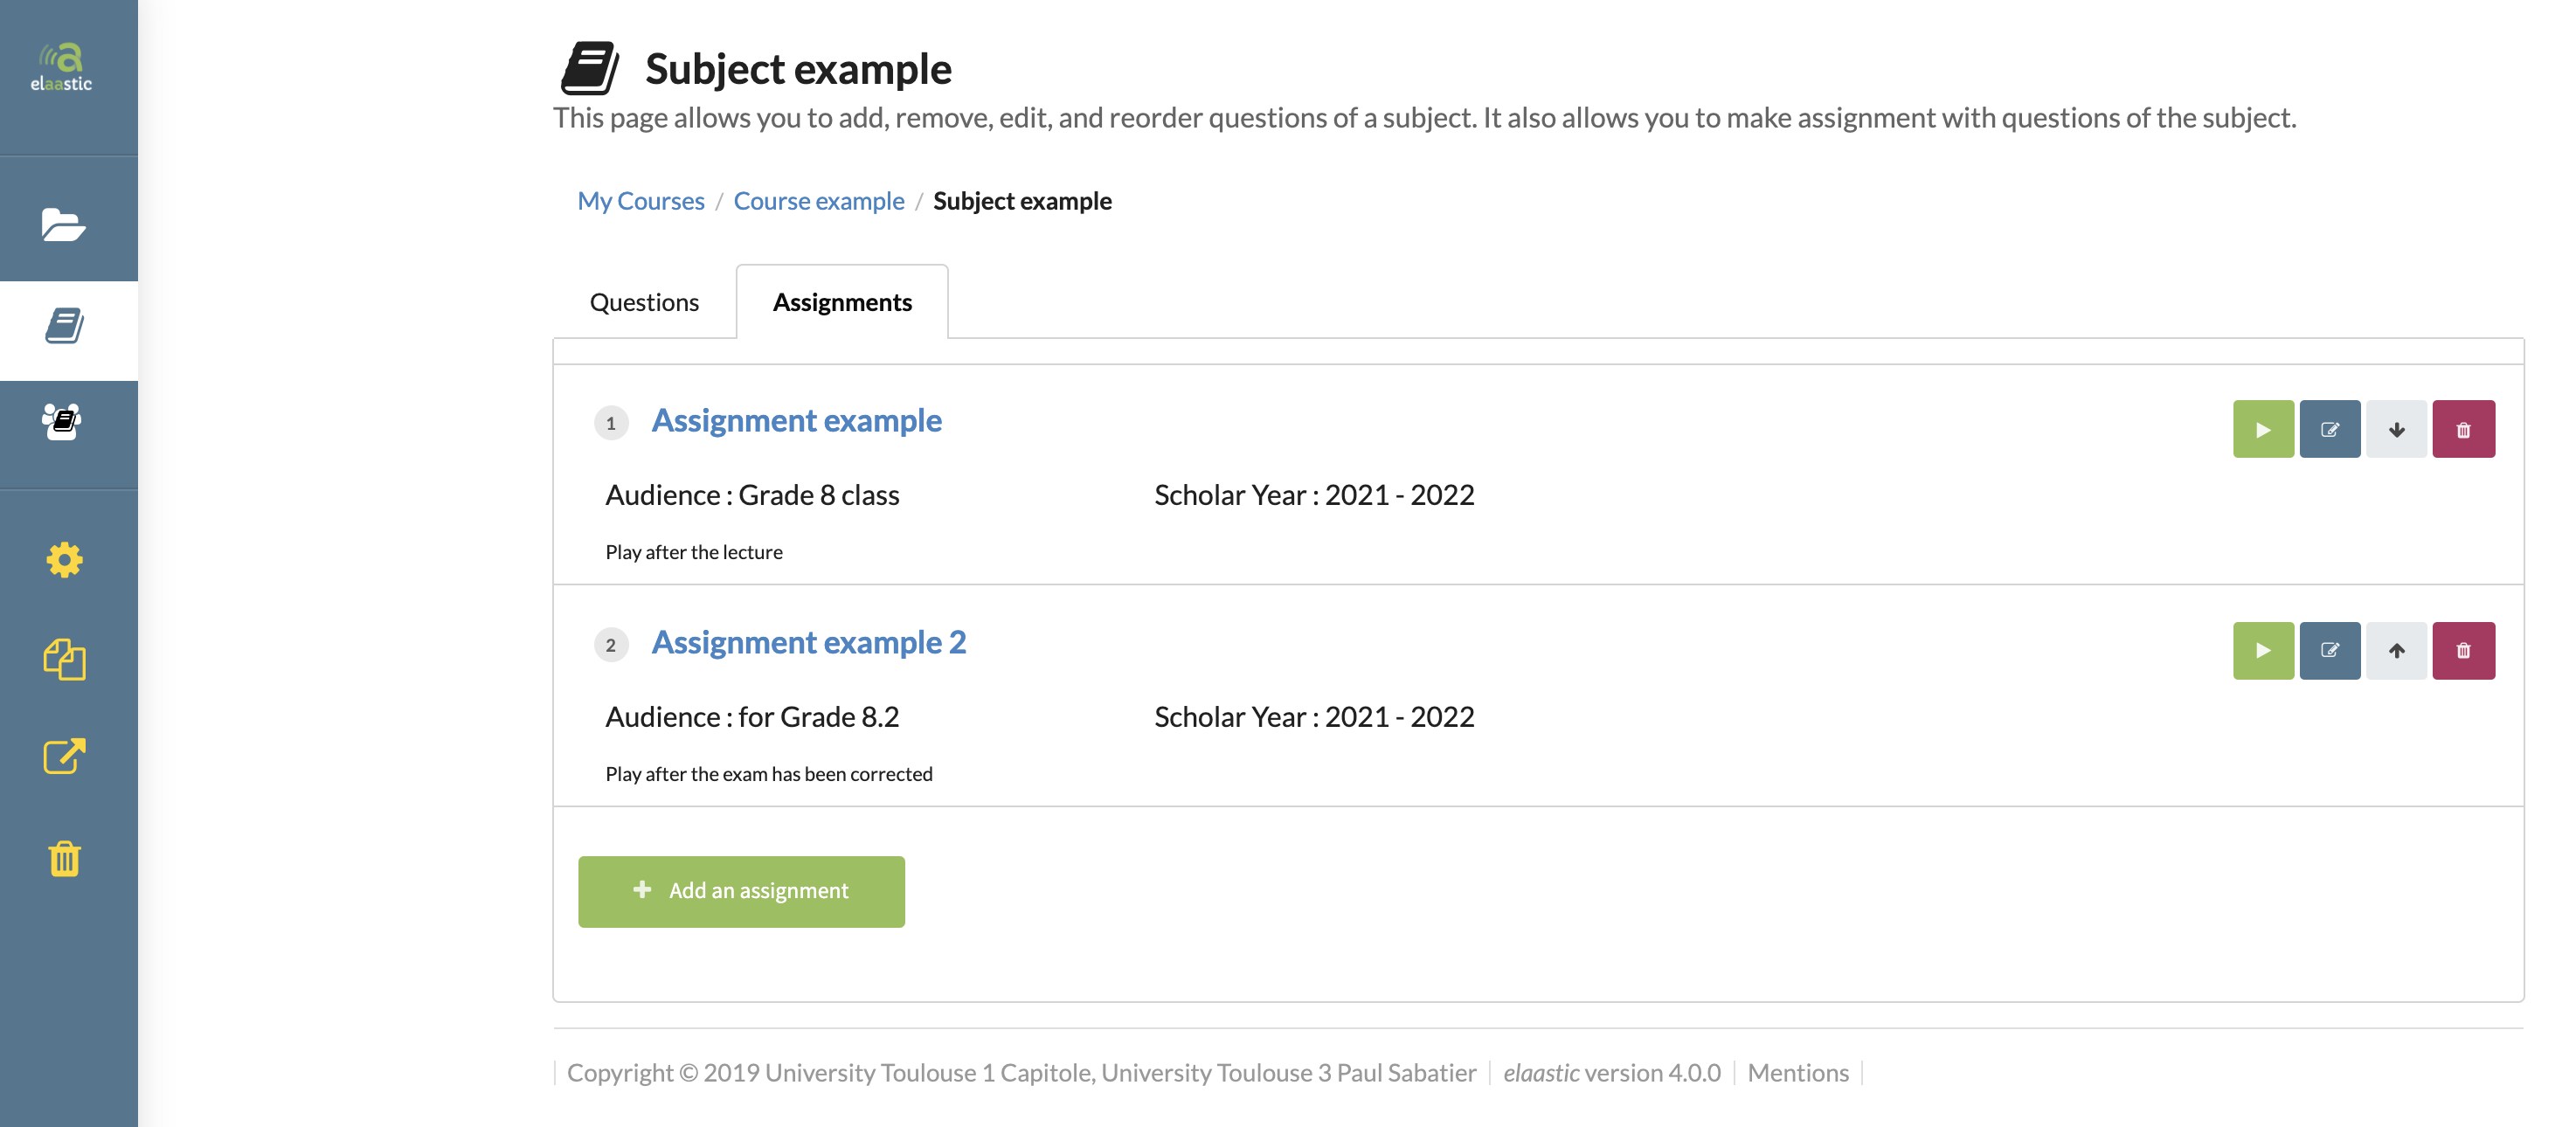 elaastic
Subject example
This page allows you to add, remove, edit, and reorder questions of a subject. It also allows you to make assignment with questions of the subject.
My Courses / Course example / Subject example
Questions Assignments
1 Assignment example
Audience : Grade 8 class Scholar Year : 2021 - 2022
Play after the lecture
2 Assignment example 2
Audience : for Grade 8.2 Scholar Year : 2021 - 2022
Play after the exam has been corrected
Add an assignment
Copyright © 2019 University Toulouse 1 Capitole, University Toulouse 3 Paul Sabatier elaastic version 4.0.0 Mentions